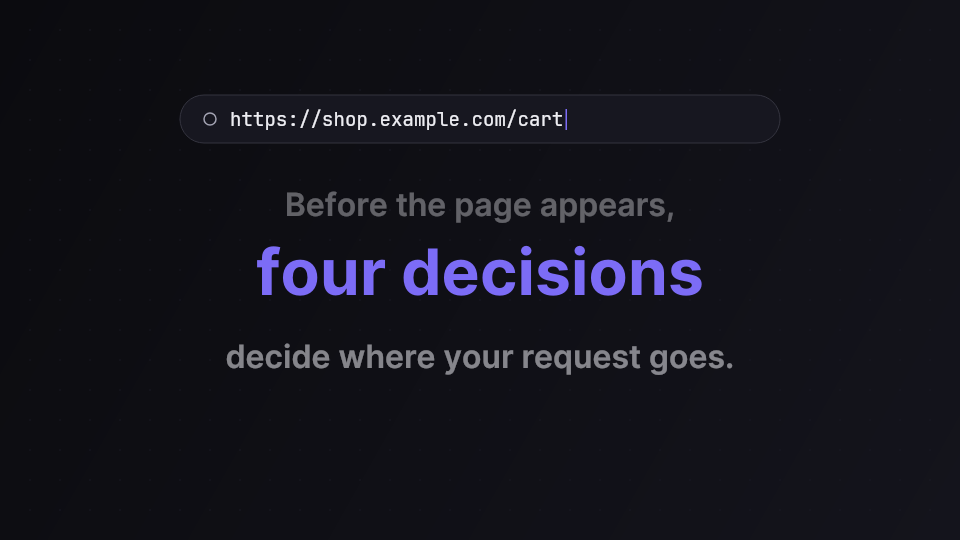 https://shop.example.com/cart
Before the page appears,
four decisions
decide where your request goes.